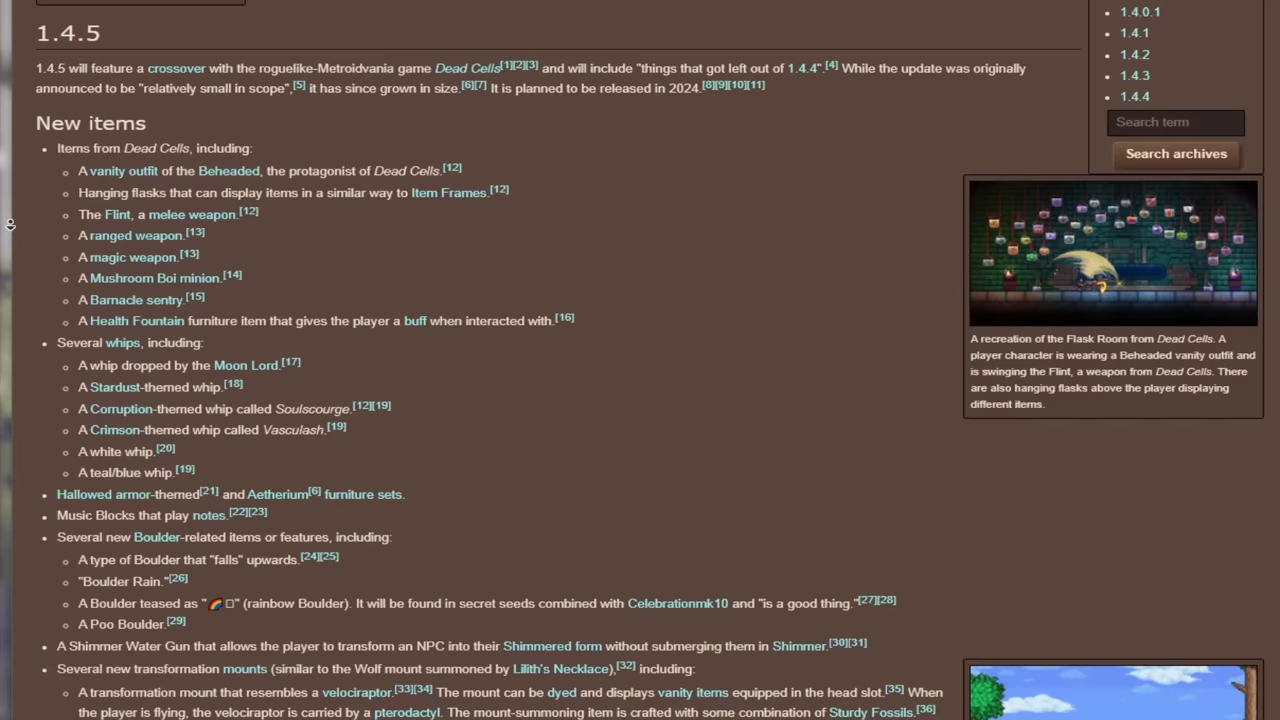 1.4.5
1.4.5 will feature a crossover with the roguelike-Metroidvania game Dead Cells[1][2][3] and will include "things that got left out of 1.4.4".[4] While the update was originally
announced to be "relatively small in scope",[5] it has since grown in size.[6][7] It is planned to be released in 2024.[8][9][10][11]
New items
• Items from Dead Cells, including:
○ A vanity outfit of the Beheaded, the protagonist of Dead Cells.[12]
○ Hanging flasks that can display items in a similar way to Item Frames.[12]
○ The Flint, a melee weapon.[12]
○ A ranged weapon.[13]
○ A magic weapon.[13]
○ A Mushroom Boi minion.[14]
○ A Barnacle sentry.[15]
○ A Health Fountain furniture item that gives the player a buff when interacted with.[16]
• Several whips, including:
○ A whip dropped by the Moon Lord.[17]
○ A Stardust-themed whip.[18]
○ A Corruption-themed whip called Soulscourge.[12][19]
○ A Crimson-themed whip called Vasculash.[19]
○ A white whip.[20]
○ A teal/blue whip.[19]
• Hallowed armor-themed[21] and Aetherium[6] furniture sets.
• Music Blocks that play notes.[22][23]
• Several new Boulder-related items or features, including:
○ A type of Boulder that "falls" upwards.[24][25]
○ "Boulder Rain."[26]
○ A Boulder teased as "🌈□" (rainbow Boulder). It will be found in secret seeds combined with Celebrationmk10 and "is a good thing."[27][28]
○ A Poo Boulder.[29]
• A Shimmer Water Gun that allows the player to transform an NPC into their Shimmered form without submerging them in Shimmer.[30][31]
• Several new transformation mounts (similar to the Wolf mount summoned by Lilith's Necklace),[32] including:
○ A transformation mount that resembles a velociraptor.[33][34] The mount can be dyed and displays vanity items equipped in the head slot.[35] When
the player is flying, the velociraptor is carried by a pterodactyl. The mount-summoning item is crafted with some combination of Sturdy Fossils.[36]
• 1.4.0.1
• 1.4.1
• 1.4.2
• 1.4.3
• 1.4.4
Search term
Search archives
A recreation of the Flask Room from Dead Cells. A
player character is wearing a Beheaded vanity outfit and
is swinging the Flint, a weapon from Dead Cells. There
are also hanging flasks above the player displaying
different items.